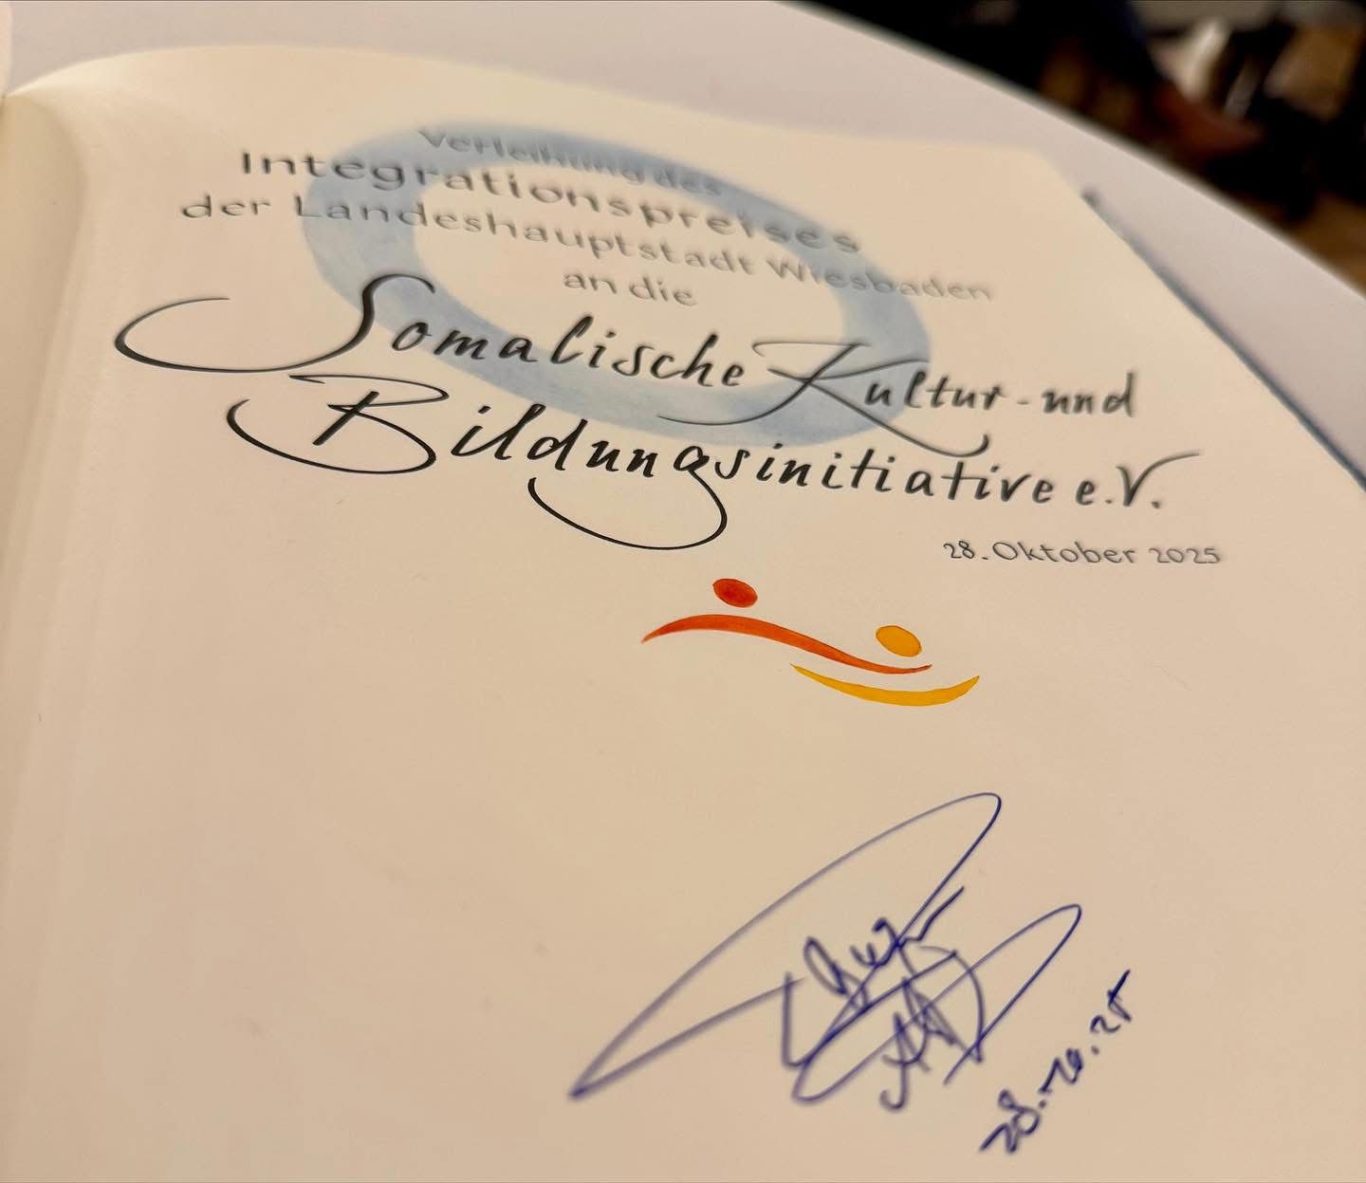 Verleihung des
Integrationspreises
der Landeshauptstadt Wiesbaden
an die
Somalische Kultur- und
Bildungsinitiative e.V.
28. Oktober 2025
28.10.25